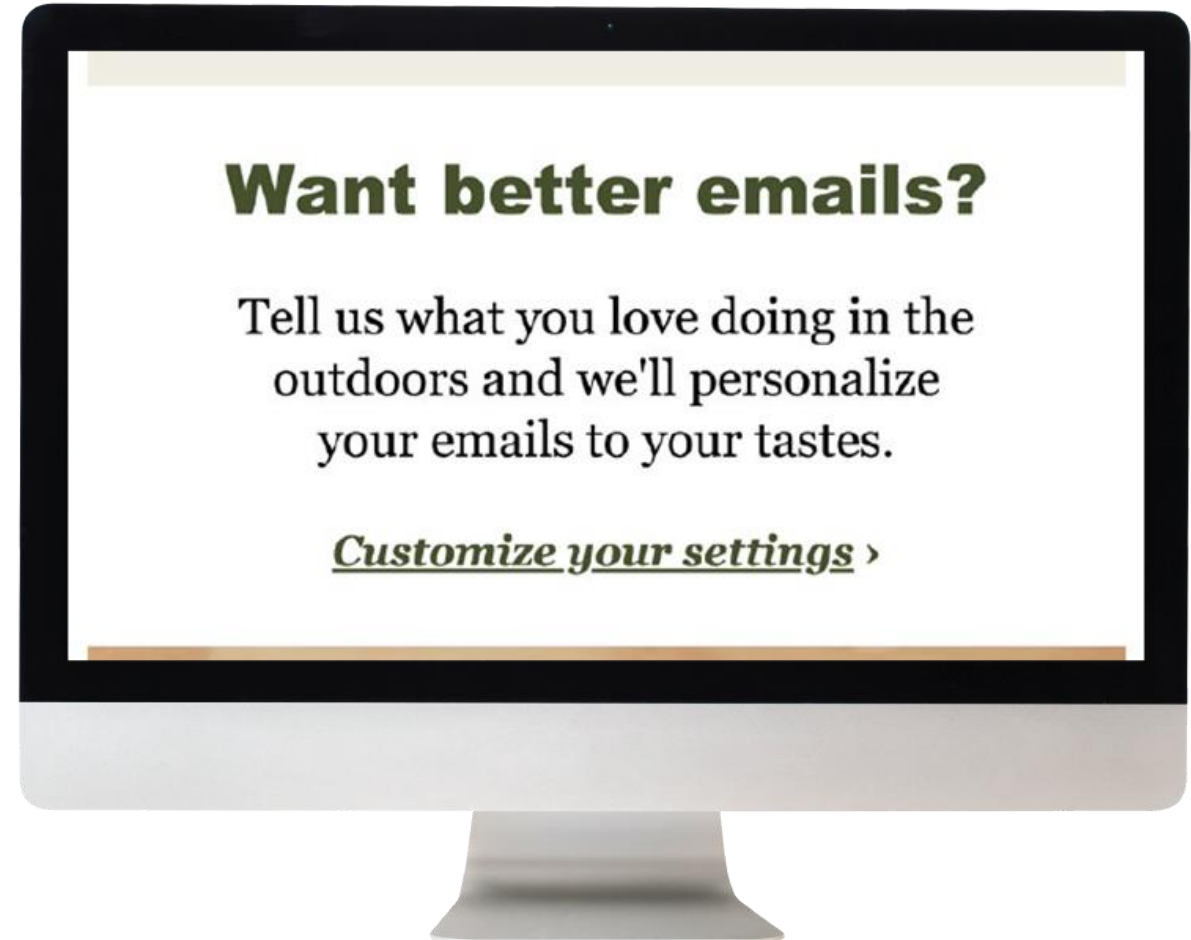 Want better emails?
Tell us what you love doing in the
outdoors and we'll personalize
your emails to your tastes.
Customize your settings ›